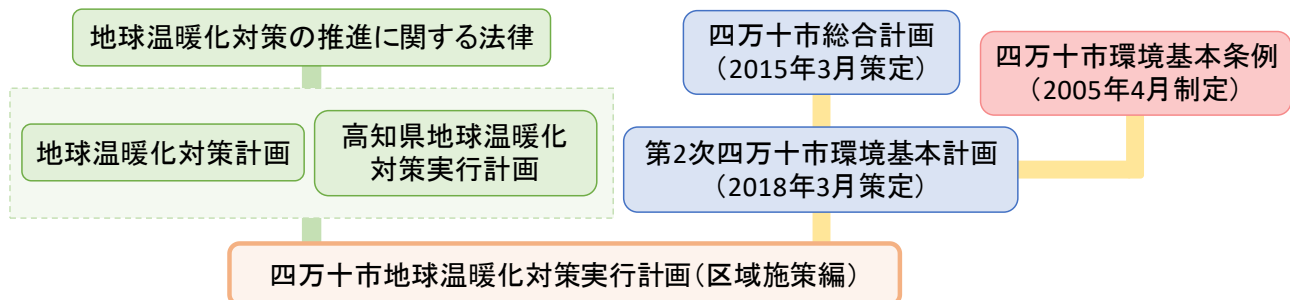 地球温暖化対策の推進に関する法律
地球温暖化対策計画
高知県地球温暖化
対策実行計画
四万十市総合計画
（2015年3月策定）
四万十市環境基本条例
（2005年4月制定）
第2次四万十市環境基本計画
（2018年3月策定）
四万十市地球温暖化対策実行計画（区域施策編）